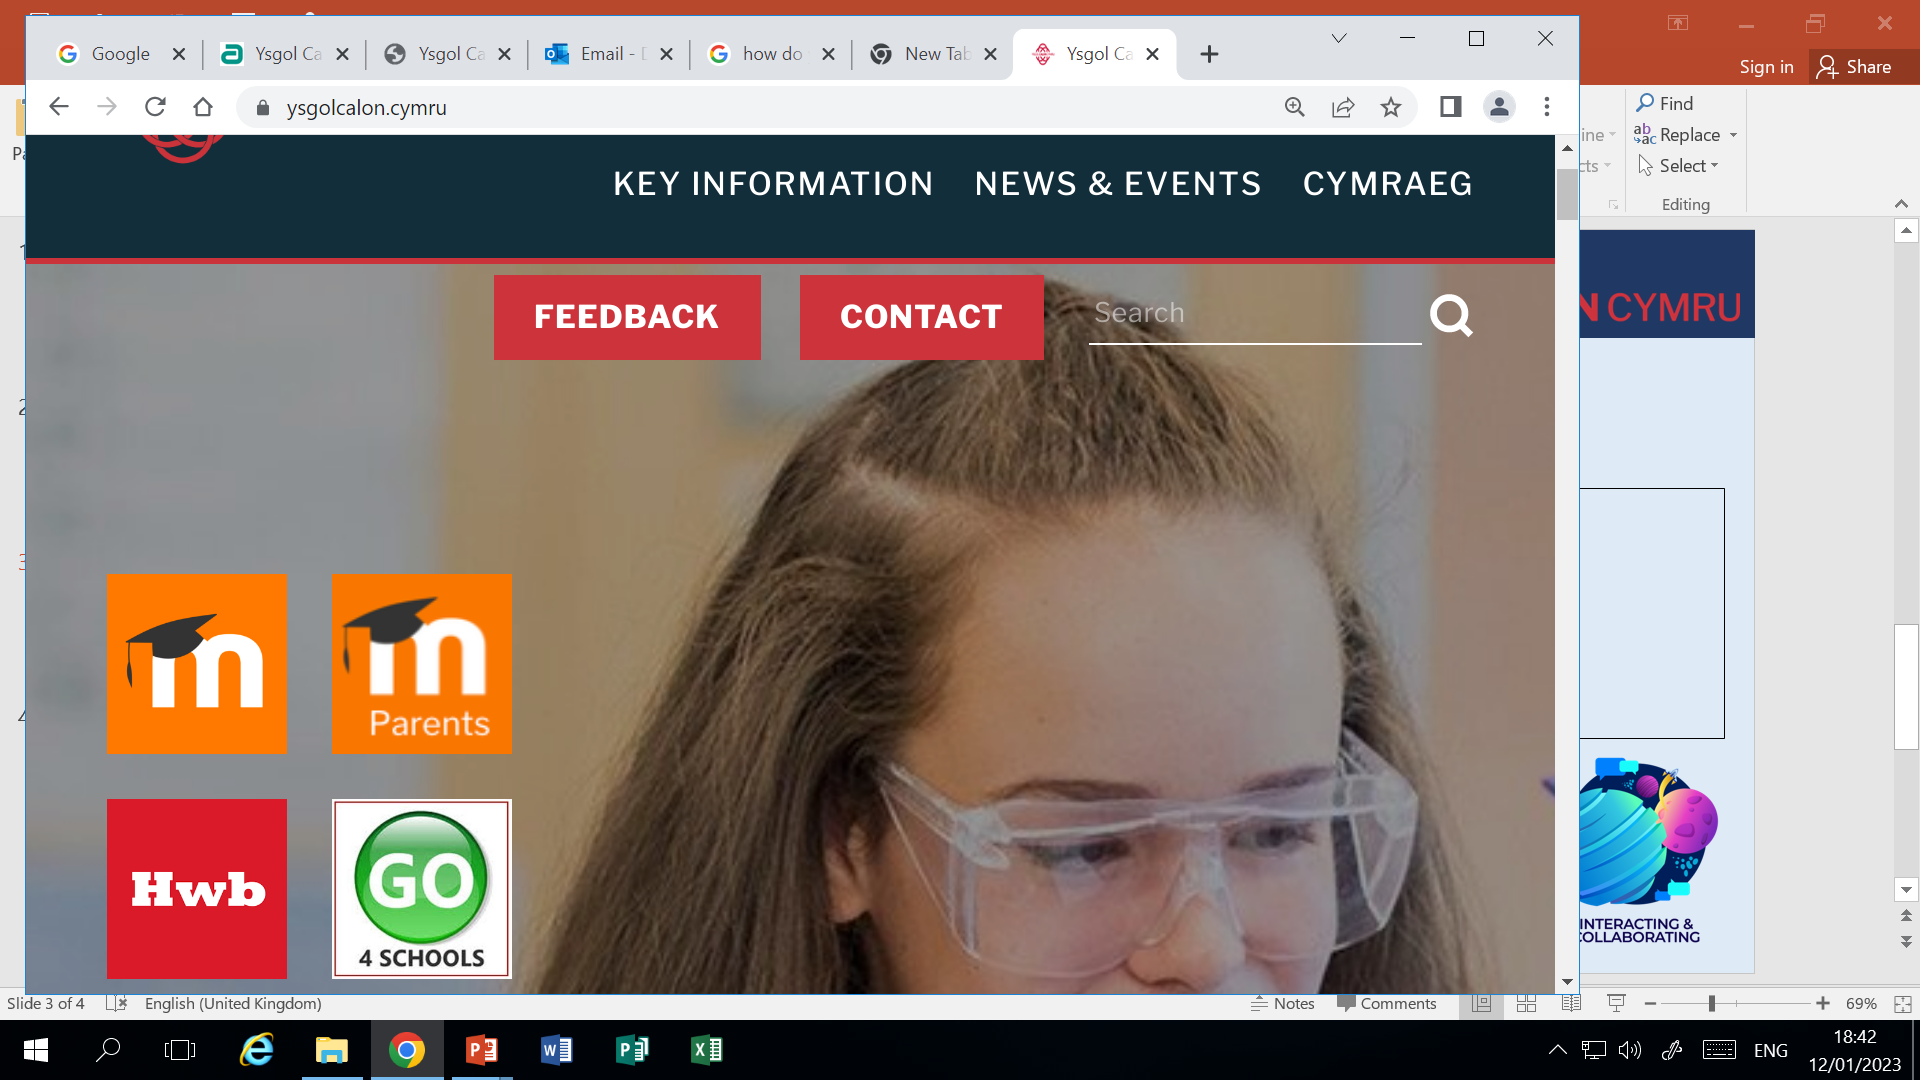 Google
Ysgol Ca
Ysgol Ca
Email -
how do
New Tab
Ysgol Ca
Sign in
Share
ysgolcalon.cymru
Find
Replace
Select
Editing
KEY INFORMATION
NEWS & EVENTS
CYMRAEG
FEEDBACK
CONTACT
Search
N CYMRU
m
m
Parents
Hwb
GO
4 SCHOOLS
INTERACTING &
COLLABORATING
Slide 3 of 4
English (United Kingdom)
Notes
Comments
69%
ENG
18:42
12/01/2023